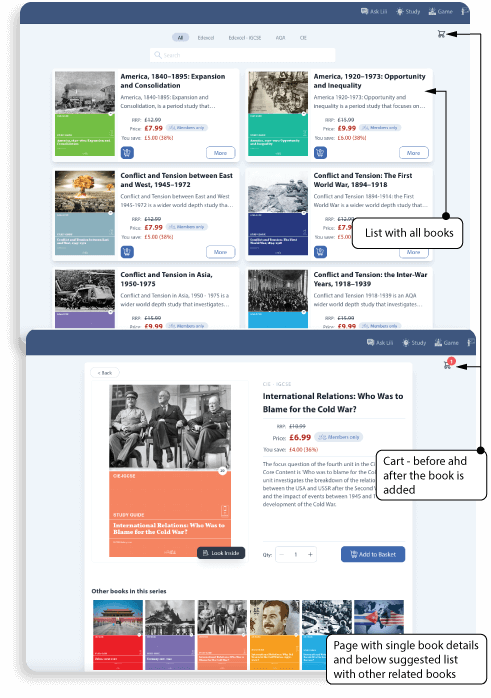 Ask Lili Study Game
All Edexcel Edexcel - IGCSE AQA CIE
Search
America, 1840–1895: Expansion and Consolidation
America, 1840–1895: Expansion and
Consolidation, is a period study that…
RRP: £12.99
Price: £7.99 Members only
You save: £5.00 (38%)
More
America, 1920–1973: Opportunity and Inequality
America 1920-1973: Opportunity and
Inequality is a period study that focuses on…
RRP: £15.99
Price: £9.99 Members only
You save: £5.00 (38%)
More
Conflict and Tension between East and West, 1945–1972
Conflict and Tension between East and West
1945-1972 is a wider world depth study tha…
RRP: £12.99
Price: £7.99 Members only
You save: £5.00 (38%)
More
Conflict and Tension: The First World War, 1894–1918
Conflict and Tension 1894-1914: the First
World War is a wider world depth study that…
RRP: £12.9
Price: £7.9
You save: £5.00
More
List with all books
Conflict and Tension in Asia, 1950-1975
Conflict and Tension in Asia, 1950 - 1975 is a
wider world depth study that investigates…
RRP: £15.99
Price: £9.99 Members only
Conflict and Tension: the Inter-War Years, 1918–1939
Conflict and Tension 1918-1939 is an AQA
wider world depth study that investigates…
RRP: £15.99
Price: £9.99 Members only
Ask Lili Study Game
1
< Back
CIE - IGCSE
International Relations: Who Was to
Blame for the Cold War?
RRP: £10.99
Price: £6.99 Members only
You save: £4.00 (36%)
The focus question of the fourth unit in the CI
Core Content is 'Who was to blame for the Col
unit investigates the breakdown of the relation
between the USA and USSR after the Second
and the impact of events between 1945 and
development of the Cold War.
CIE-IGCSE
STUDY GUIDE
International Relations: Who Was to
Blame for the Cold War?
Look Inside
Qty: − 1 + Add to Basket
Cart - before ahd
after the book is
added
Other books in this series
Page with single book details
and below suggested list
with other related books